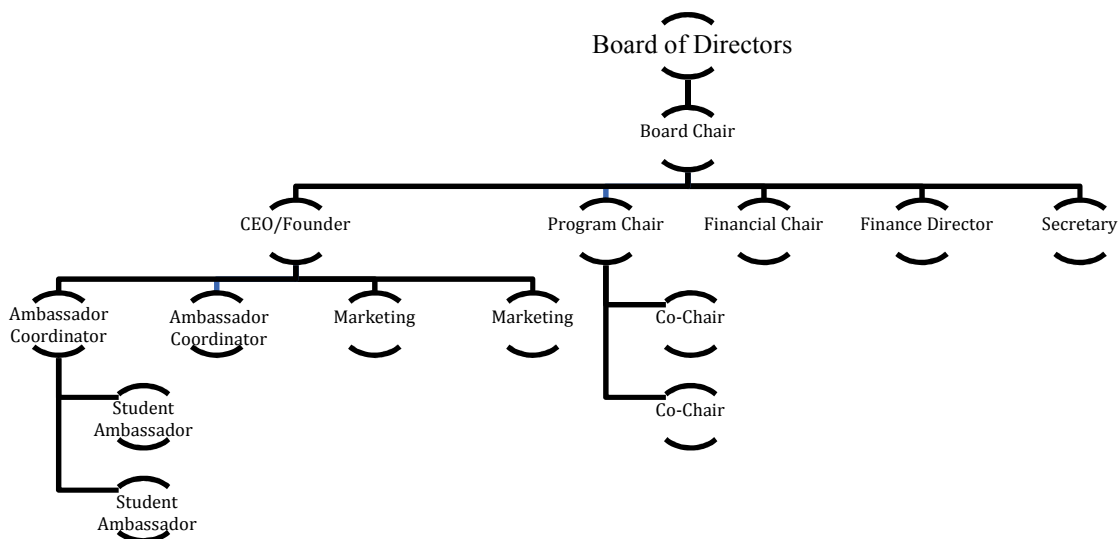 Board of Directors
Board Chair
CEO/Founder
Program Chair
Financial Chair
Finance Director
Secretary
Ambassador
Coordinator
Ambassador
Coordinator
Marketing
Marketing
Co-Chair
Co-Chair
Student
Ambassador
Student
Ambassador